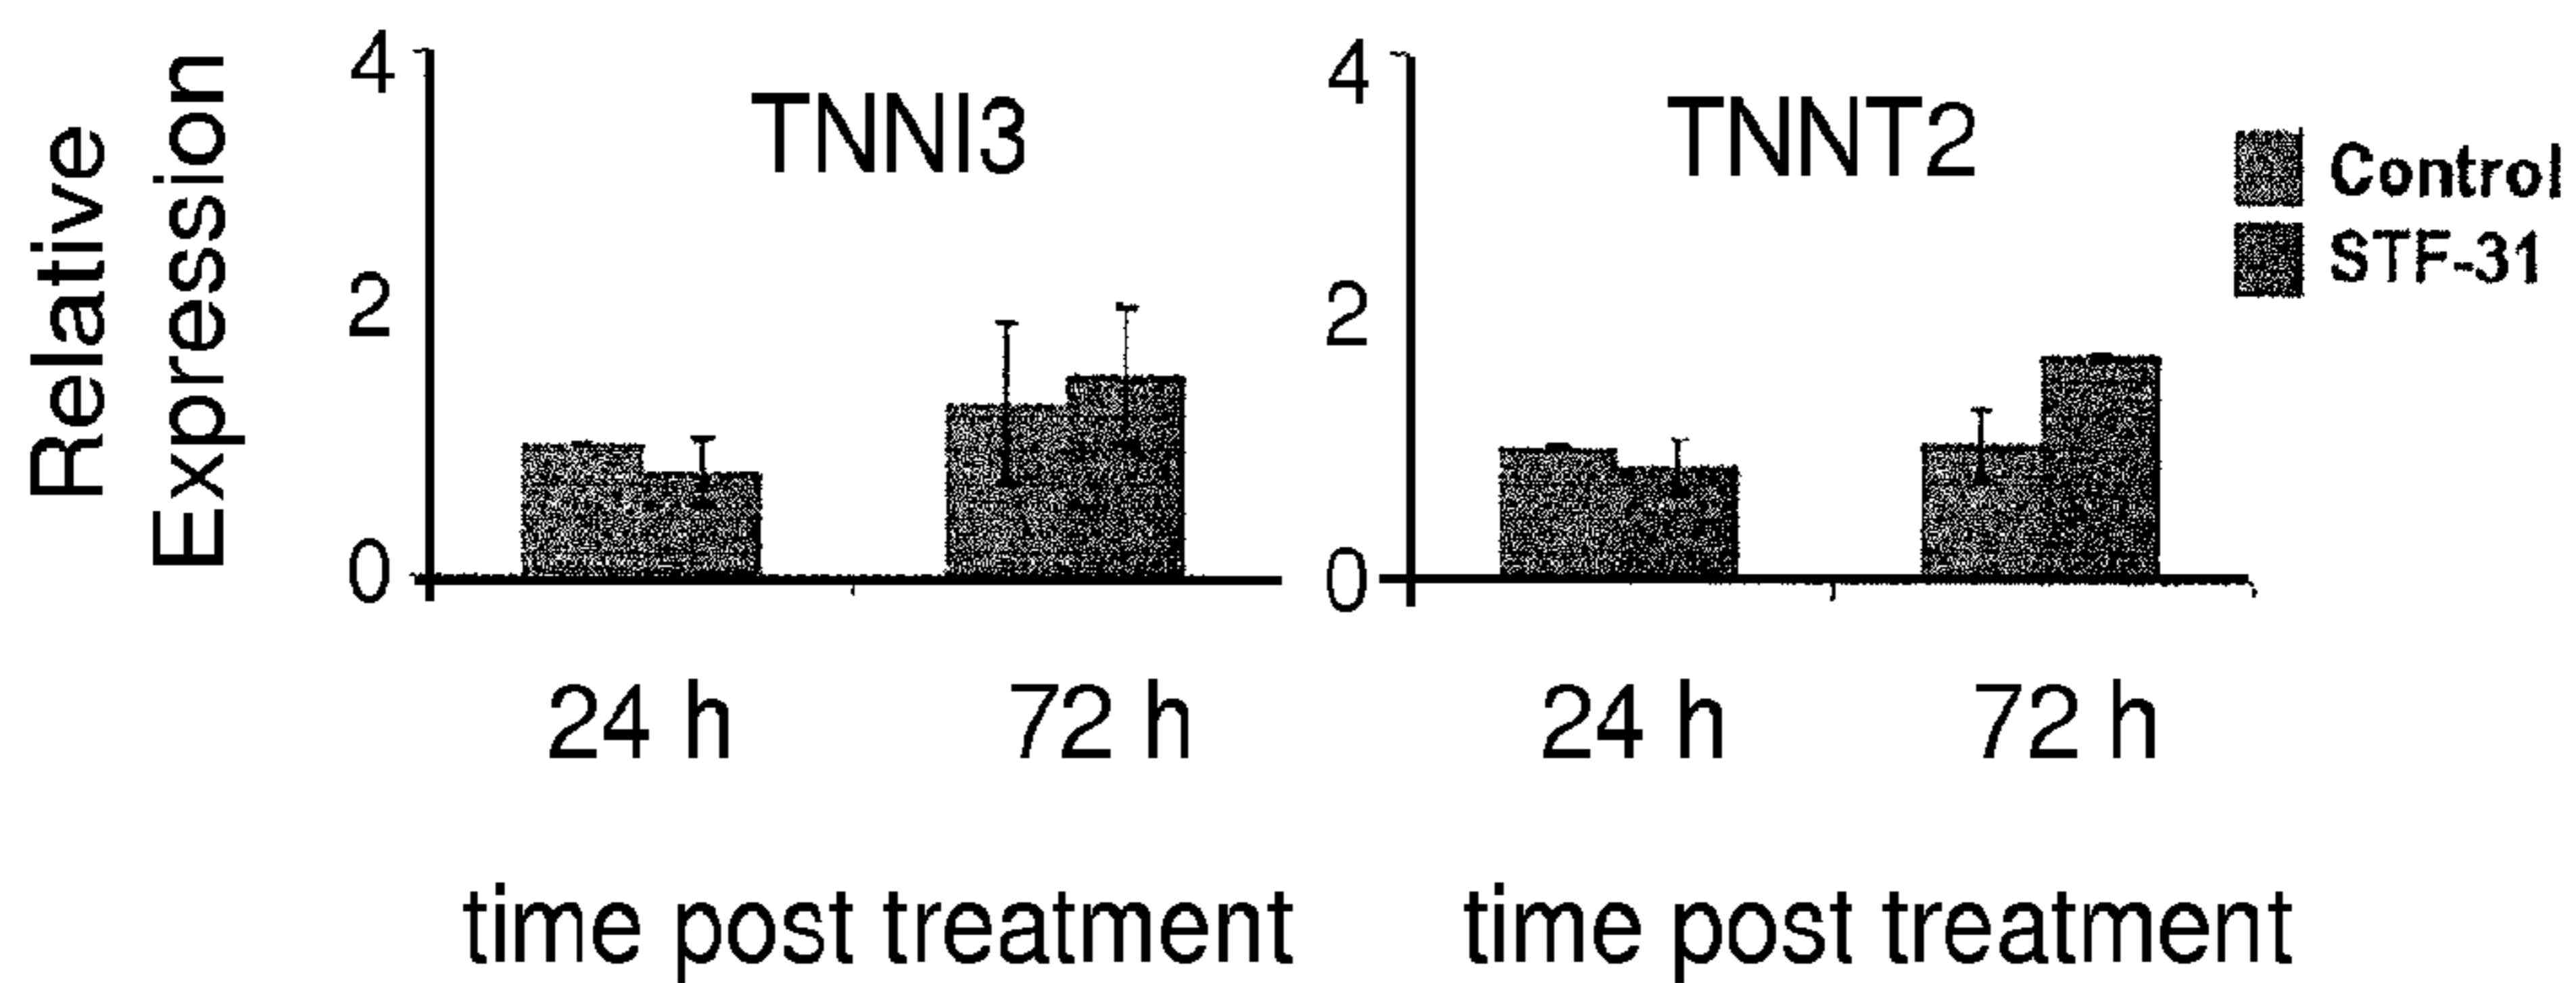 Relative
Expression
4
2
0
TNNI3
24 h
72 h
time post treatment
4
2
0
TNNT2
24 h
72 h
time post treatment
Control
STF-31